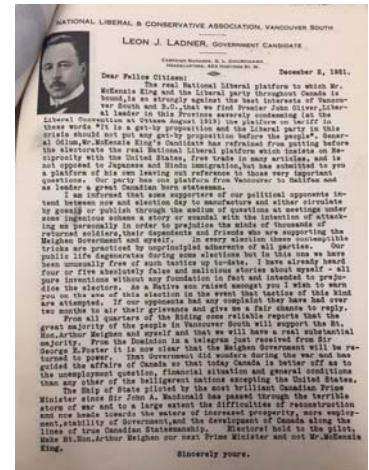 NATIONAL LIBERAL & CONSERVATIVE ASSOCIATION, VANCOUVER SOUTH
LEON J. LADNER, GOVERNMENT CANDIDATE
CAMPAIGN MANAGER,
HEADQUARTERS,
December 2, 1921.
Dear Fellow Citizen:
The real National Liberal platform to which Mr.
McKenzie King and the Liberal party throughout Canada is
bound, is so strongly against the best interests of Vancou-
ver South and B.C., that we find Premier John Oliver, Liber-
al leader in this Province severely condemning (at the
Liberal Convention at Ottawa August 1919) the platform on tariff in
these words "It is a get-by proposition and the Liberal party in this
crisis should not put any get-by proposition before the people". Gener-
al Odlum, Mr. McKenzie King's Candidate has refrained from putting before
the electorate the real National Liberal platform which insists on Re-
ciprocity with the United States, free trade in many articles, and is
not opposed to Japanese and Hindu immigration, but has submitted to you
a platform of his own leaving out reference to those very important
questions. Our party has one platform from Vancouver to Halifax and
as leader a great Canadian born statesman.
I am informed that some supporters of our political opponents in-
tend between now and election day to manufacture and either circulate
by gossip or publish through the medium of questions at meetings under
some ingenious scheme a story or scandal with the intention of attack-
ing me personally in order to prejudice the minds of thousands of
returned soldiers, their dependents and friends who are supporting the
Meighen Government and myself. In every election these contemptible
tricks are practiced by unprincipled adherents of all parties. Our
public life degenerates during some elections but in this one we have
been unusually free of such tactics up to-date. I have already heard
four or five absolutely false and malicious stories about myself - all
pure inventions without any foundation in fact and intended to preju-
dice the electors. As a Native son raised amongst you I wish to warn
you on the eve of this election in the event that tactics of this kind
are attempted. If our opponents had any complaint they have had over
two months to air their grievence and give me a fair chance to reply.
From all quarters of the Riding come reliable reports that the
great majority of the people in Vancouver South will support the Rt.
Hon. Arthur Meighen and myself and that we will have a real substantial
majority. From the Dominion in a telegram just received from Sir
George E. Foster it is now clear that the Meighen Government will be re-
turned to power. That Government did wonders during the war and has
guided the affairs of Canada so that today Canada is better off as to
the unemployment question, financial situation and general conditions
than any other of the belligerent nations excepting the United States.
The Ship of State piloted by the most brilliant Canadian Prime
Minister since Sir John A. Macdonald has passed through the terrible
storm of war and to a large extent the difficulties of reconstruction
and now heads towards the waters of increased prosperity, more employ-
ment, stability of Government, and the development of Canada along the
lines of true Canadian Statesmanship. Electors! hold to the pilot,
Make Rt. Hon. Arthur Meighen our next Prime Minister and not Mr. McKenzie
King.
Sincerely yours.